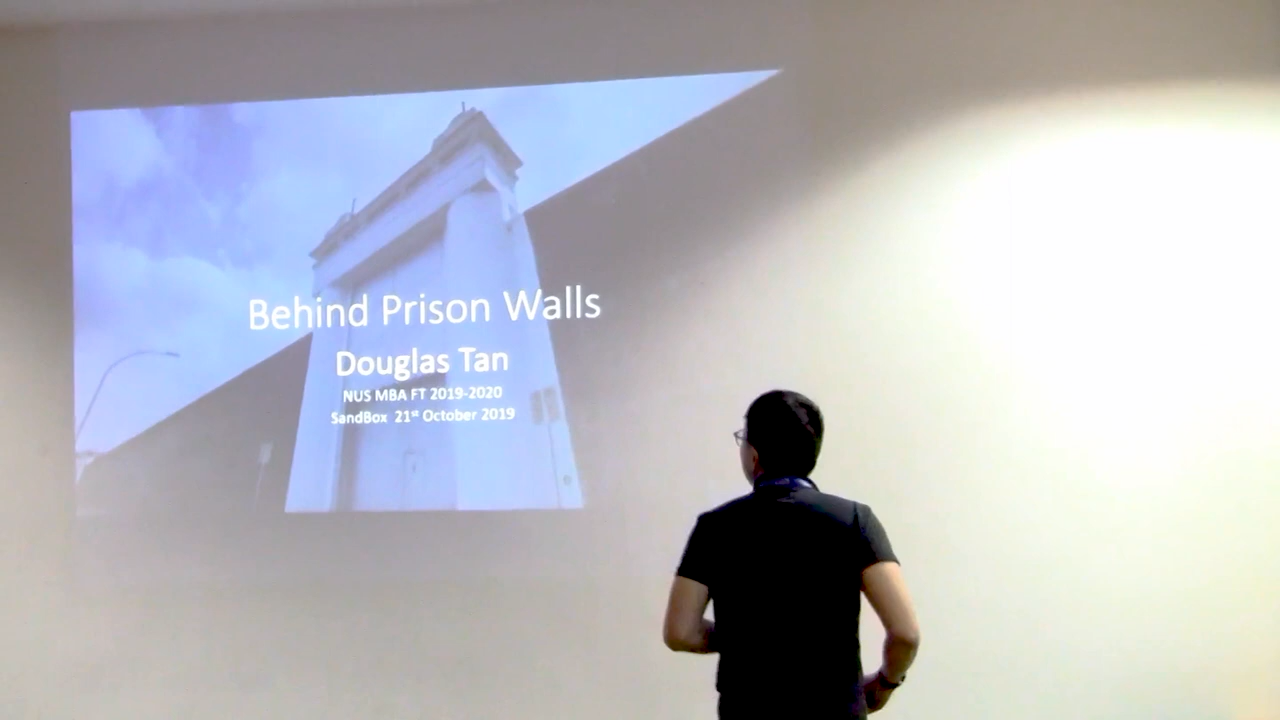 Behind Prison Walls
Douglas Tan
NUS MBA FT 2019-2020
SandBox 21st October 2019